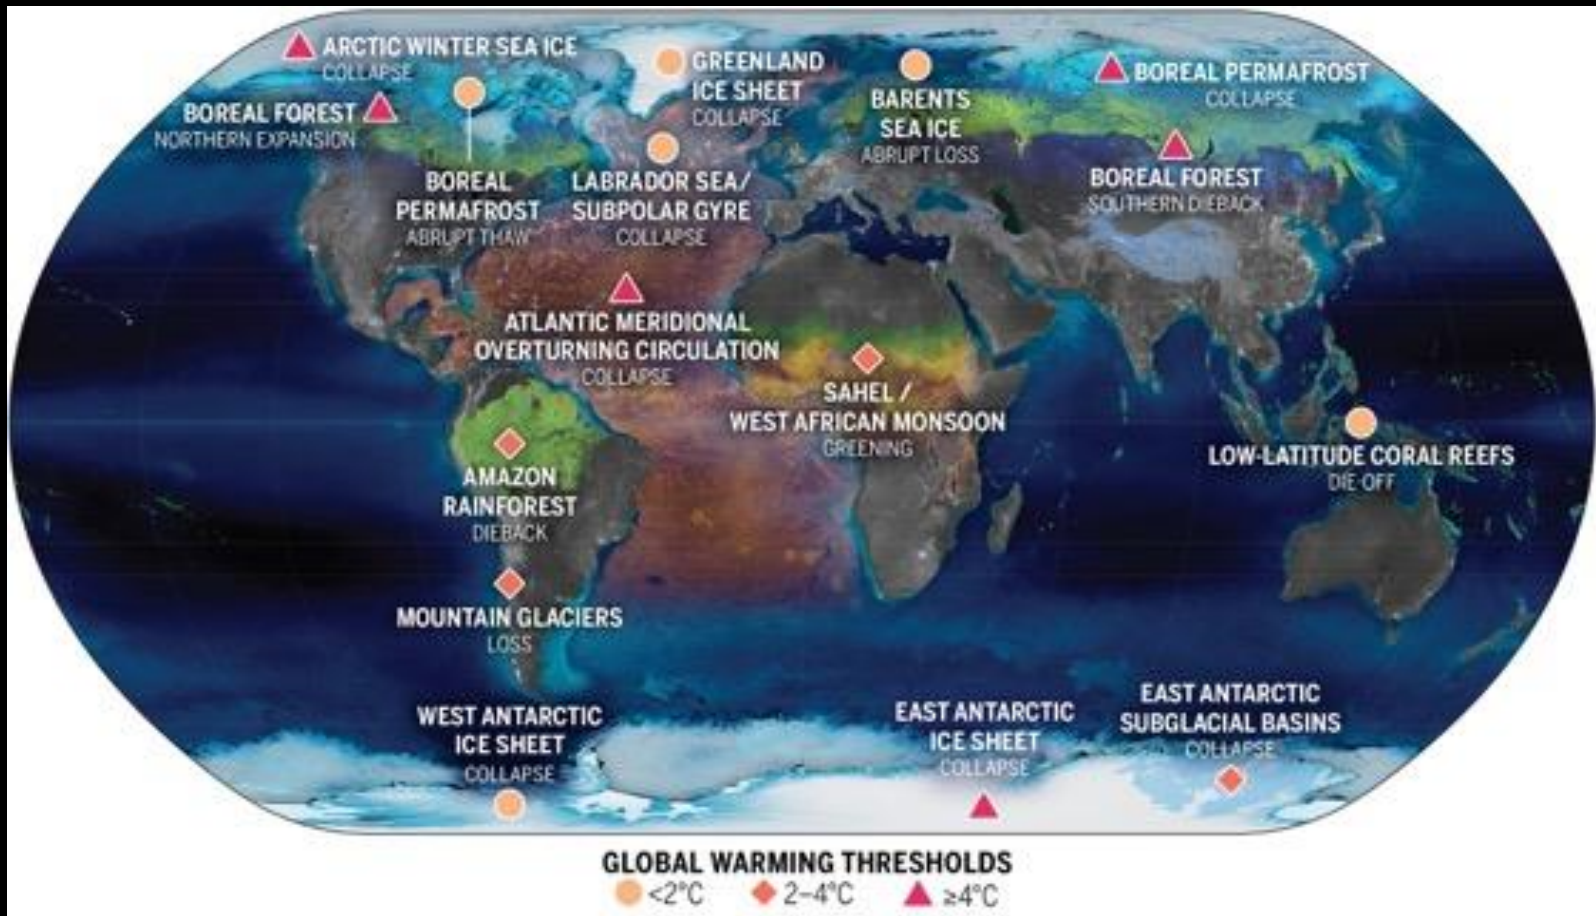 ARCTIC WINTER SEA ICE
COLLAPSE
GREENLAND
ICE SHEET
COLLAPSE
BARENTS
SEA ICE
ABRUPT LOSS
BOREAL PERMAFROST
COLLAPSE
BOREAL FOREST
NORTHERN EXPANSION
BOREAL
PERMAFROST
ABRUPT THAW
LABRADOR SEA/
SUBPOLAR GYRE
COLLAPSE
BOREAL FOREST
SOUTHERN DIEBACK
ATLANTIC MERIDIONAL
OVERTURNING CIRCULATION
COLLAPSE
SAHEL /
WEST AFRICAN MONSOON
GREENING
LOW-LATITUDE CORAL REEFS
DIE-OFF
AMAZON
RAINFOREST
DIEBACK
MOUNTAIN GLACIERS
LOSS
WEST ANTARCTIC
ICE SHEET
COLLAPSE
EAST ANTARCTIC
ICE SHEET
COLLAPSE
EAST ANTARCTIC
SUBGLACIAL BASINS
COLLAPSE
GLOBAL WARMING THRESHOLDS
<2°C 2–4°C ≥4°C